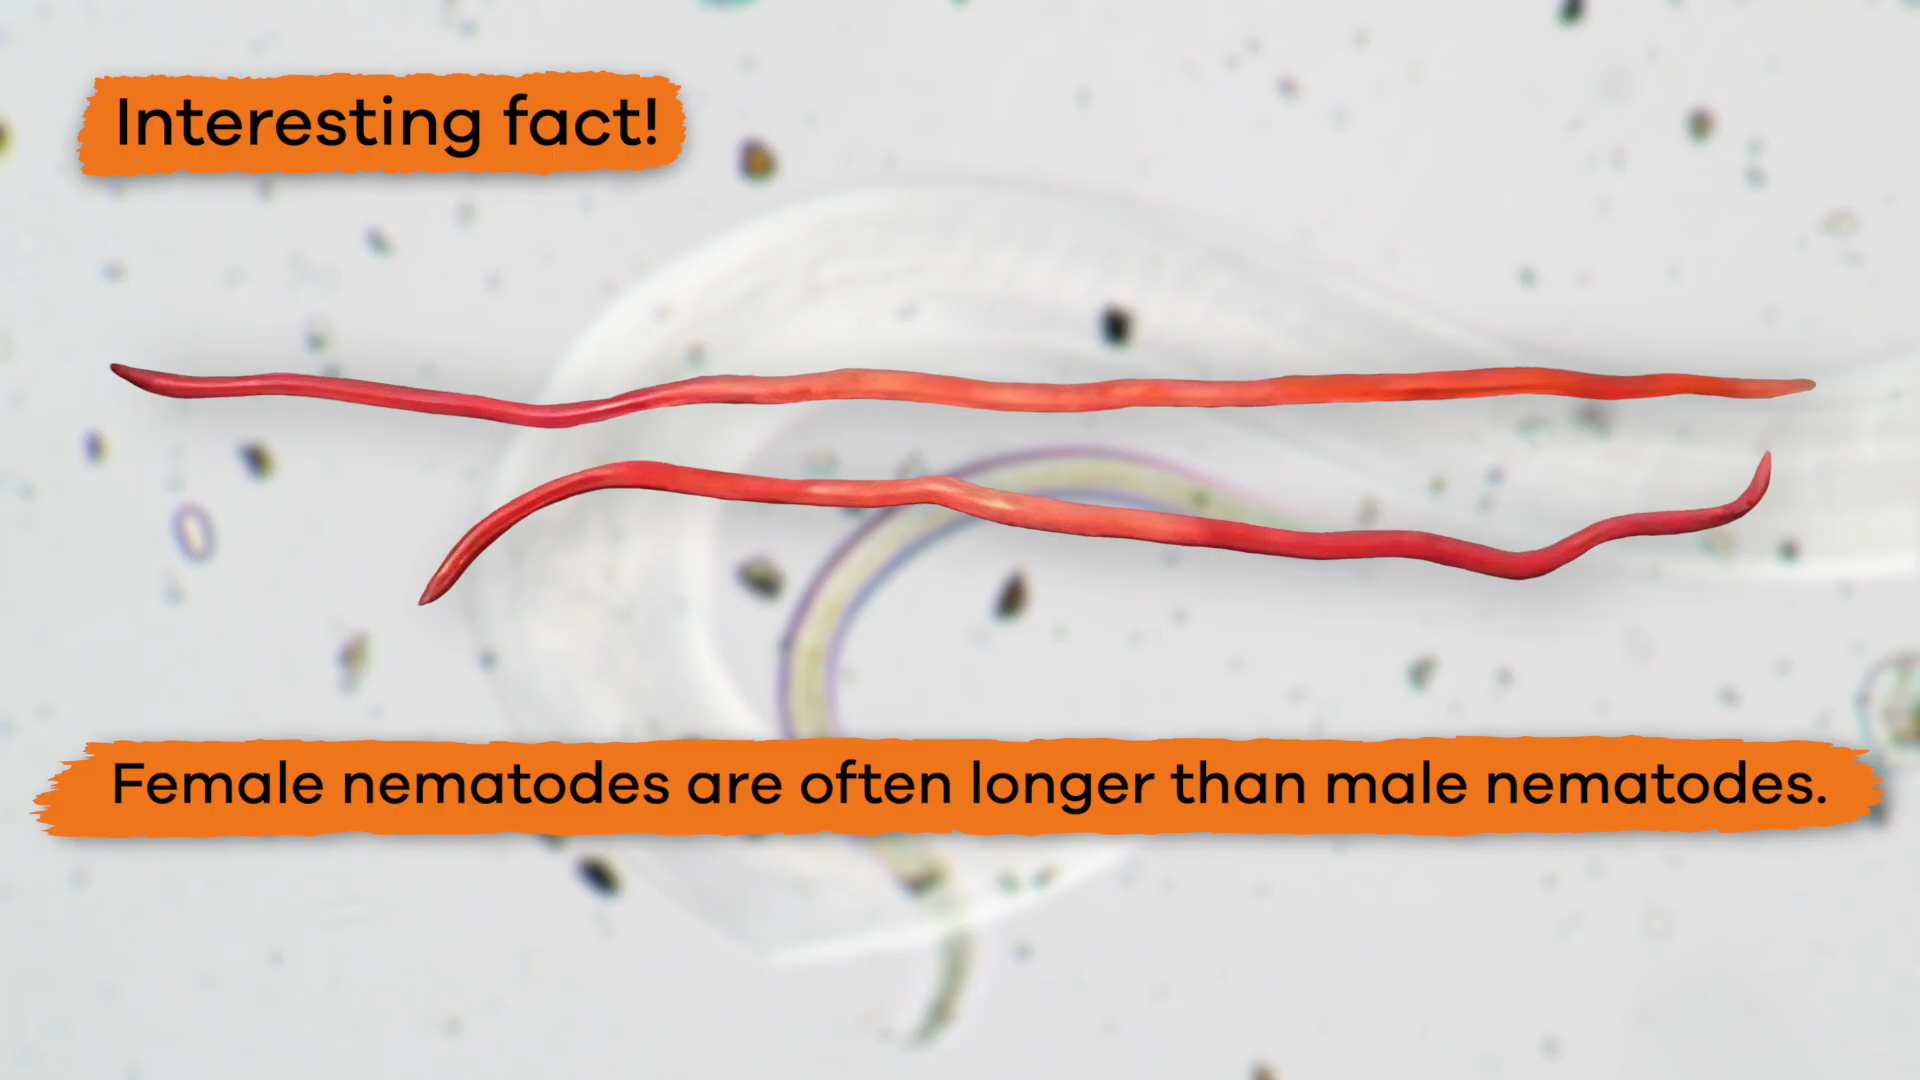 Interesting fact!
Female nematodes are often longer than male nematodes.